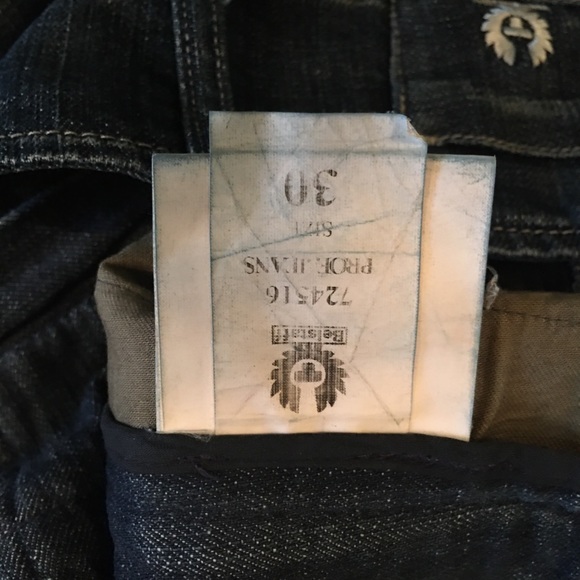 Belstaff
724516
PROF. JEANS
SIZE
30